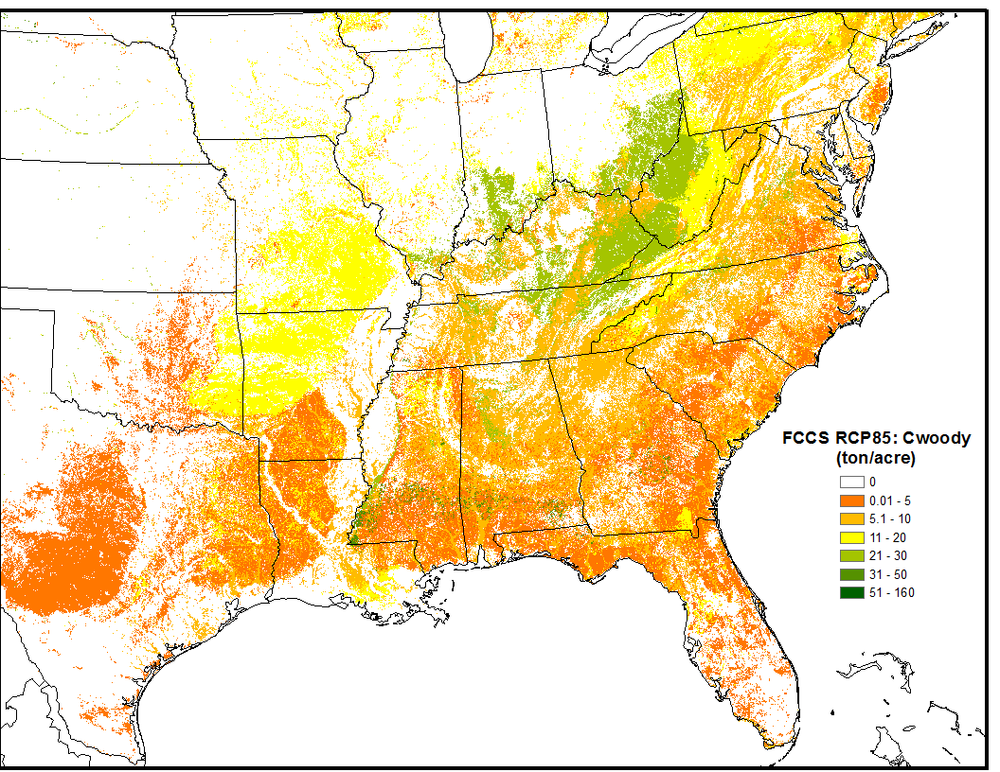 FCCS RCP85: Cwoody
(ton/acre)
0
0.01 - 5
5.1 - 10
11 - 20
21 - 30
31 - 50
51 - 160